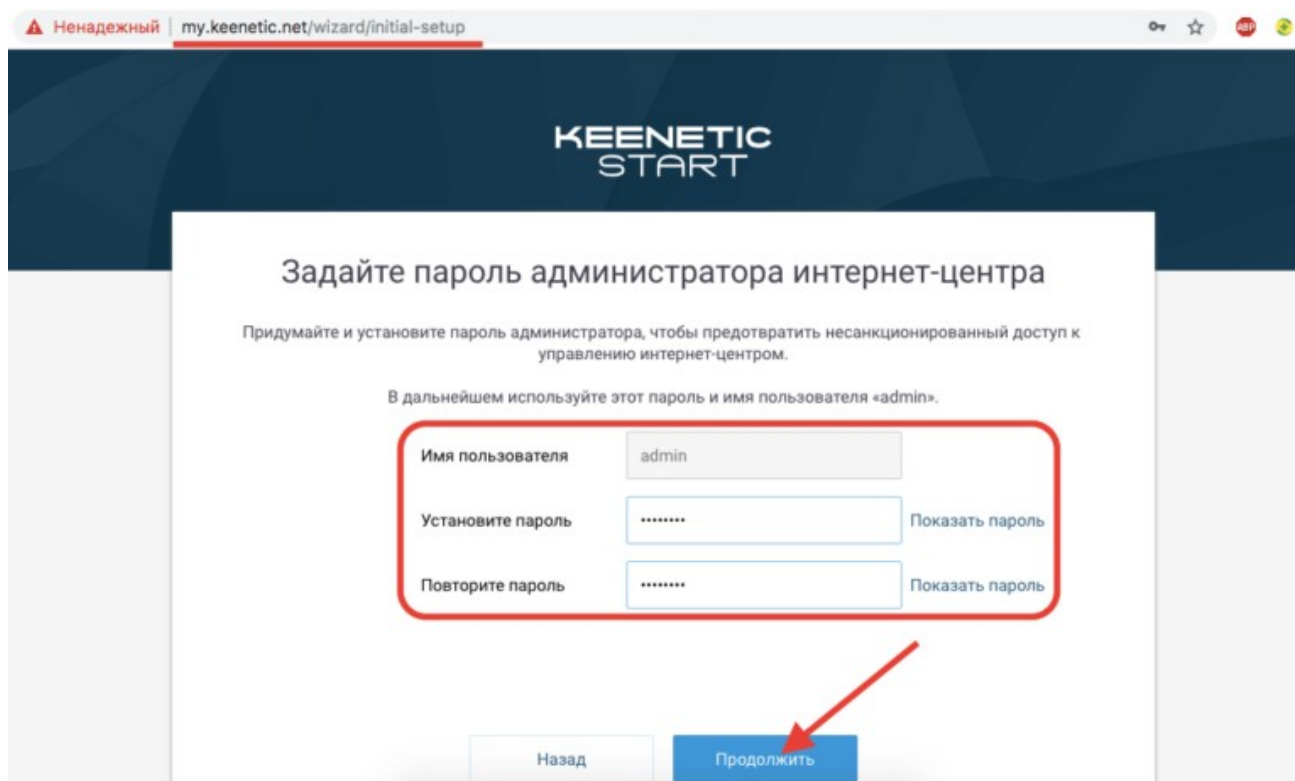 Ненадежный my.keenetic.net/wizard/initial-setup ABP
KEENETIC
START
Задайте пароль администратора интернет-центра
Придумайте и установите пароль администратора, чтобы предотвратить несанкционированный доступ к
управлению интернет-центром.
В дальнейшем используйте этот пароль и имя пользователя «admin».
Имя пользователя admin
Установите пароль •••••••• Показать пароль
Повторите пароль •••••••• Показать пароль
Назад Продолжить